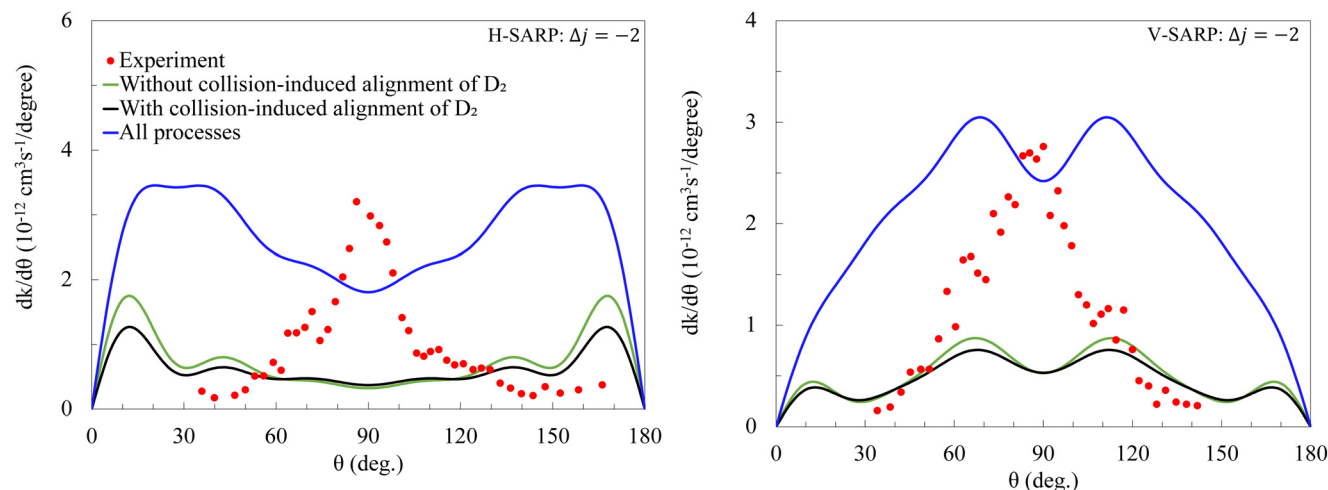 H-SARP: Δj = −2
Experiment
Without collision-induced alignment of D₂
With collision-induced alignment of D₂
All processes
dk/dθ (10⁻¹² cm³s⁻¹/degree)
6
4
2
0
0 30 60 90 120 150 180
θ (deg.)
V-SARP: Δj = −2
dk/dθ (10⁻¹² cm³s⁻¹/degree)
4
3
2
1
0
0 30 60 90 120 150 180
θ (deg.)